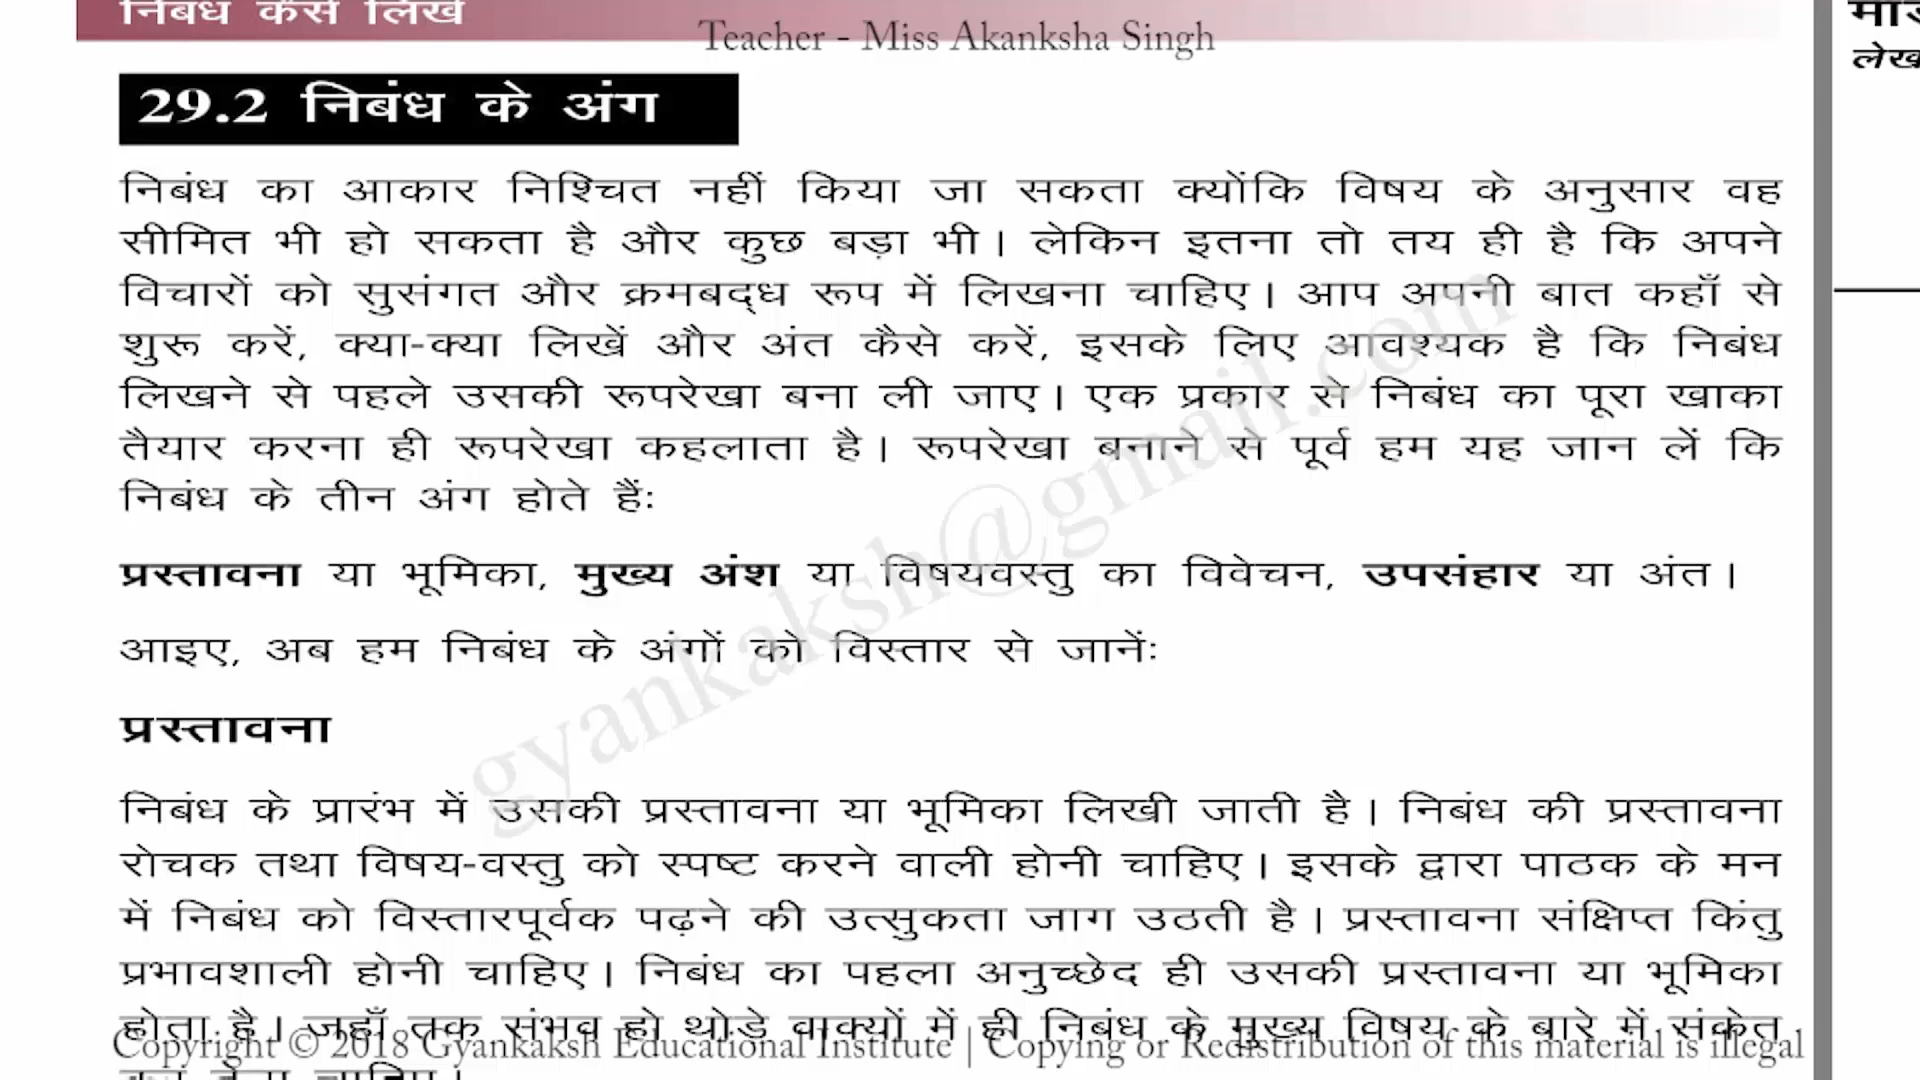 निबंध कैसे लिखें
Teacher - Miss Akanksha Singh
29.2 निबंध के अंग
निबंध का आकार निश्चित नहीं किया जा सकता क्योंकि विषय के अनुसार वह
सीमित भी हो सकता है और कुछ बड़ा भी। लेकिन इतना तो तय ही है कि अपने
विचारों को सुसंगत और क्रमबद्ध रूप में लिखना चाहिए। आप अपनी बात कहाँ से
शुरू करें, क्या-क्या लिखें और अंत कैसे करें, इसके लिए आवश्यक है कि निबंध
लिखने से पहले उसकी रूपरेखा बना ली जाए। एक प्रकार से निबंध का पूरा खाका
तैयार करना ही रूपरेखा कहलाता है। रूपरेखा बनाने से पूर्व हम यह जान लें कि
निबंध के तीन अंग होते हैंः
प्रस्तावना या भूमिका, मुख्य अंश या विषयवस्तु का विवेचन, उपसंहार या अंत।
आइए, अब हम निबंध के अंगों को विस्तार से जानेंः
प्रस्तावना
निबंध के प्रारंभ में उसकी प्रस्तावना या भूमिका लिखी जाती है। निबंध की प्रस्तावना
रोचक तथा विषय-वस्तु को स्पष्ट करने वाली होनी चाहिए। इसके द्वारा पाठक के मन
में निबंध को विस्तारपूर्वक पढ़ने की उत्सुकता जाग उठती है। प्रस्तावना संक्षिप्त किंतु
प्रभावशाली होनी चाहिए। निबंध का पहला अनुच्छेद ही उसकी प्रस्तावना या भूमिका
होता है। जहाँ तक संभव हो थोड़े वाक्यों में ही निबंध के मुख्य विषय के बारे में संकेत
Copyright © 2018 Gyankaksh Educational Institute | Copying or Redistribution of this material is illegal
gyankaksh@gmail.com